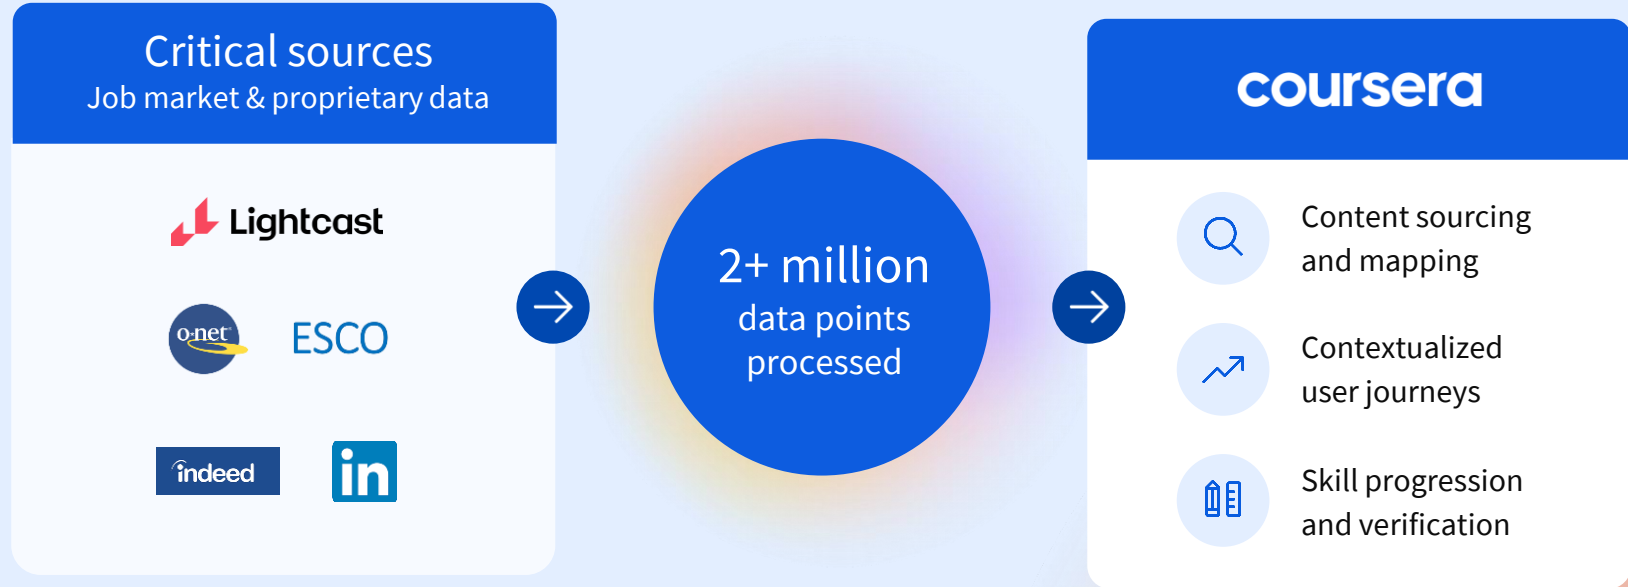 Critical sources
Job market & proprietary data
Lightcast
o·net
ESCO
indeed
in
2+ million
data points
processed
coursera
Content sourcing
and mapping
Contextualized
user journeys
Skill progression
and verification